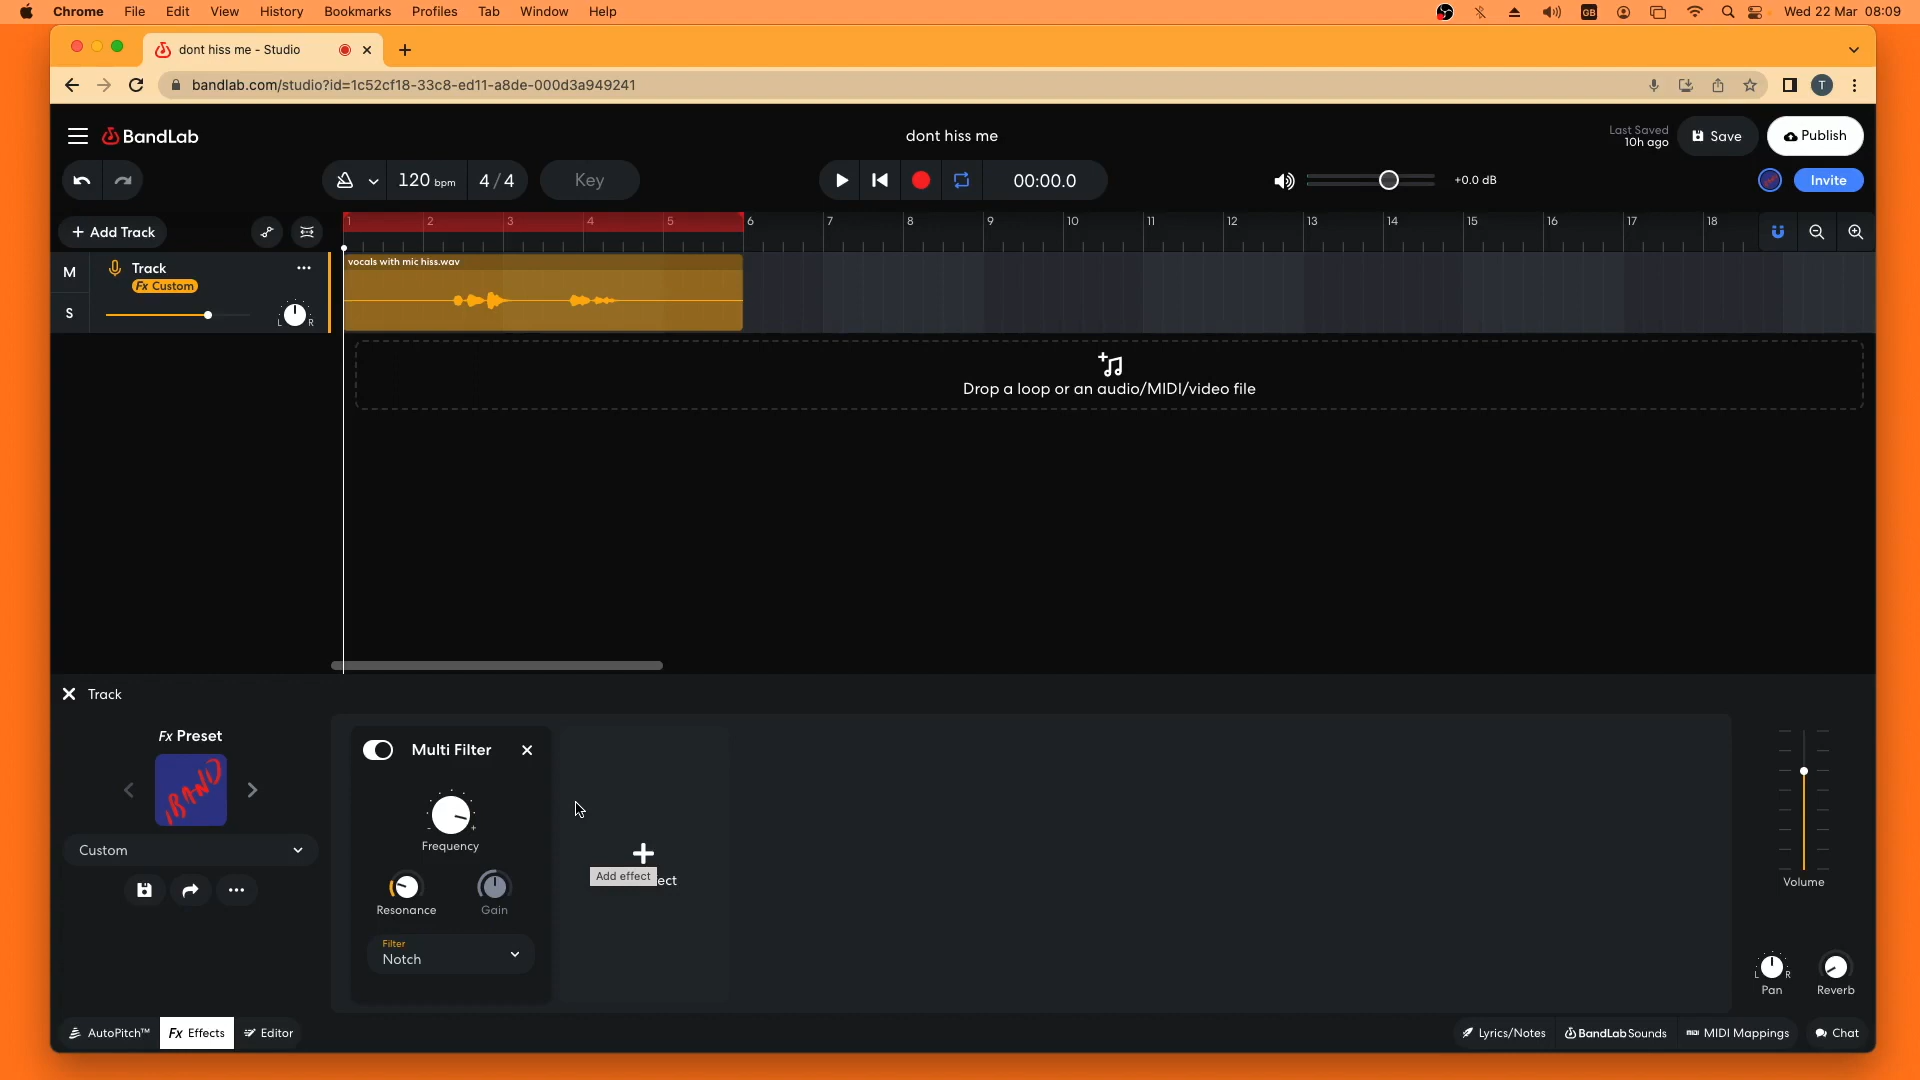 Chrome File Edit View History Bookmarks Profiles Tab Window Help GB Wed 22 Mar 08:09
dont hiss me - Studio
bandlab.com/studio?id=1c52cf18-33c8-ed11-a8de-000d3a949241 T
BandLab dont hiss me Last Saved 10h ago Save Publish
120 bpm 4/4 Key 00:00.0 +0.0 dB Invite
+ Add Track 1 2 3 4 5 6 7 8 9 10 11 12 13 14 15 16 17 18
M Track vocals with mic hiss.wav
Fx Custom
S L R
Drop a loop or an audio/MIDI/video file
Track
Fx Preset Multi Filter
BAND
Frequency
Custom
Add effect ect Volume
Resonance Gain
Filter
Notch
L R
Pan Reverb
AutoPitch™ Fx Effects Editor Lyrics/Notes BandLab Sounds MIDI Mappings Chat